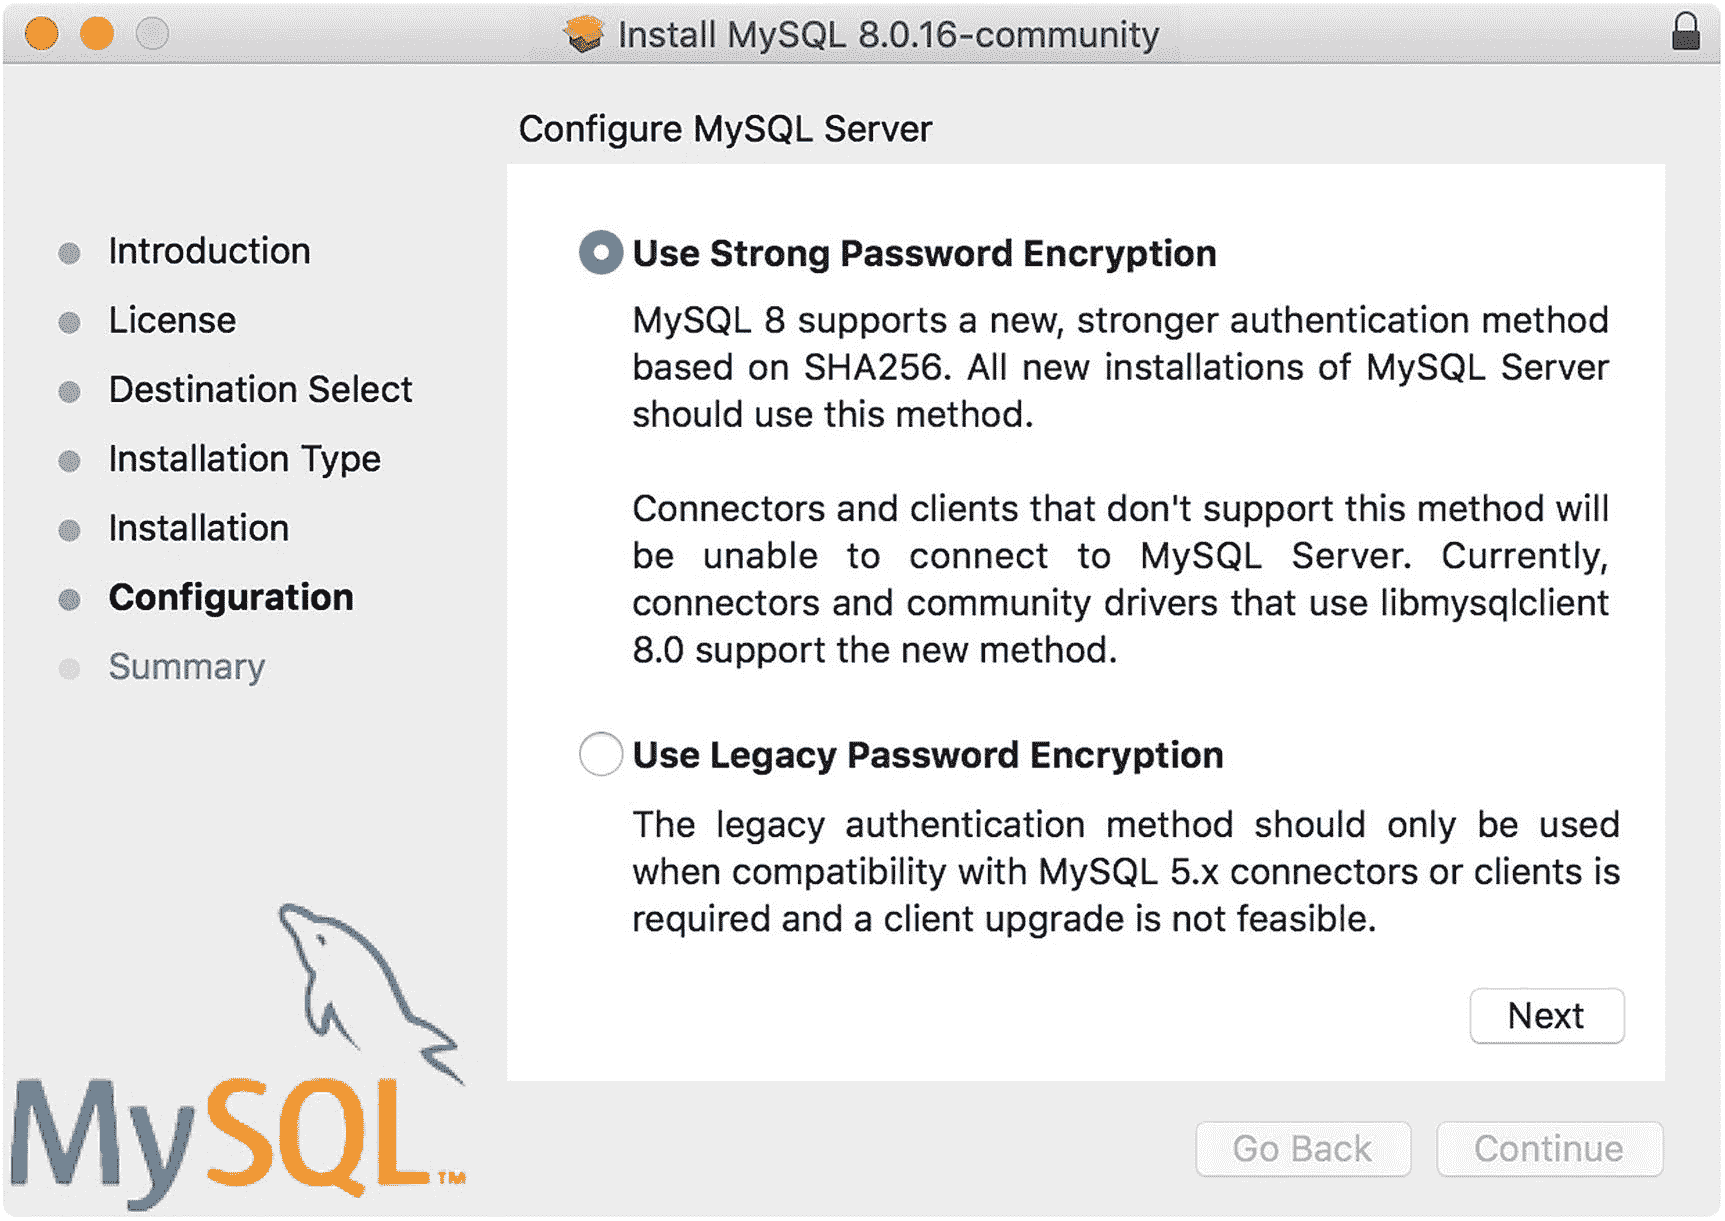 Install MySQL 8.0.16-community
Configure MySQL Server
Introduction
License
Destination Select
Installation Type
Installation
Configuration
Summary
Use Strong Password Encryption
MySQL 8 supports a new, stronger authentication method
based on SHA256. All new installations of MySQL Server
should use this method.
Connectors and clients that don't support this method will
be unable to connect to MySQL Server. Currently,
connectors and community drivers that use libmysqlclient
8.0 support the new method.
Use Legacy Password Encryption
The legacy authentication method should only be used
when compatibility with MySQL 5.x connectors or clients is
required and a client upgrade is not feasible.
Next
MySQL™
Go Back
Continue